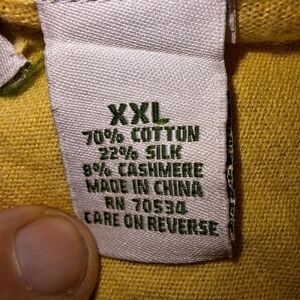 XXL
70% COTTON
22% SILK
8% CASHMERE
MADE IN CHINA
RN 70534
CARE ON REVERSE